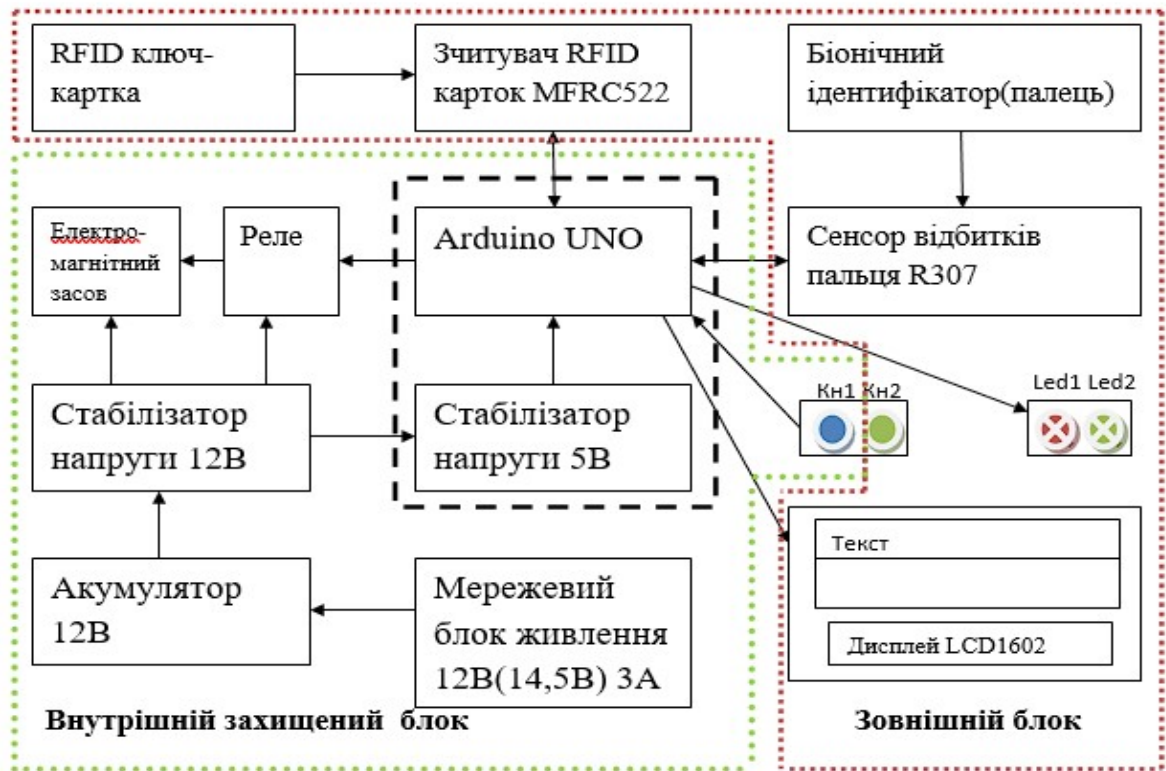 RFID ключ-
картка
Зчитувач RFID
карток MFRC522
Біонічний
ідентифікатор(палець)
Електро-
магнітний
засов
Реле
Arduino UNO
Сенсор відбитків
пальця R307
Кн1 Кн2
Led1 Led2
Стабілізатор
напруги 12В
Стабілізатор
напруги 5В
Текст
Дисплей LCD1602
Акумулятор
12В
Мережевий
блок живлення
12В(14,5В) 3А
Внутрішній захищений блок
Зовнішній блок